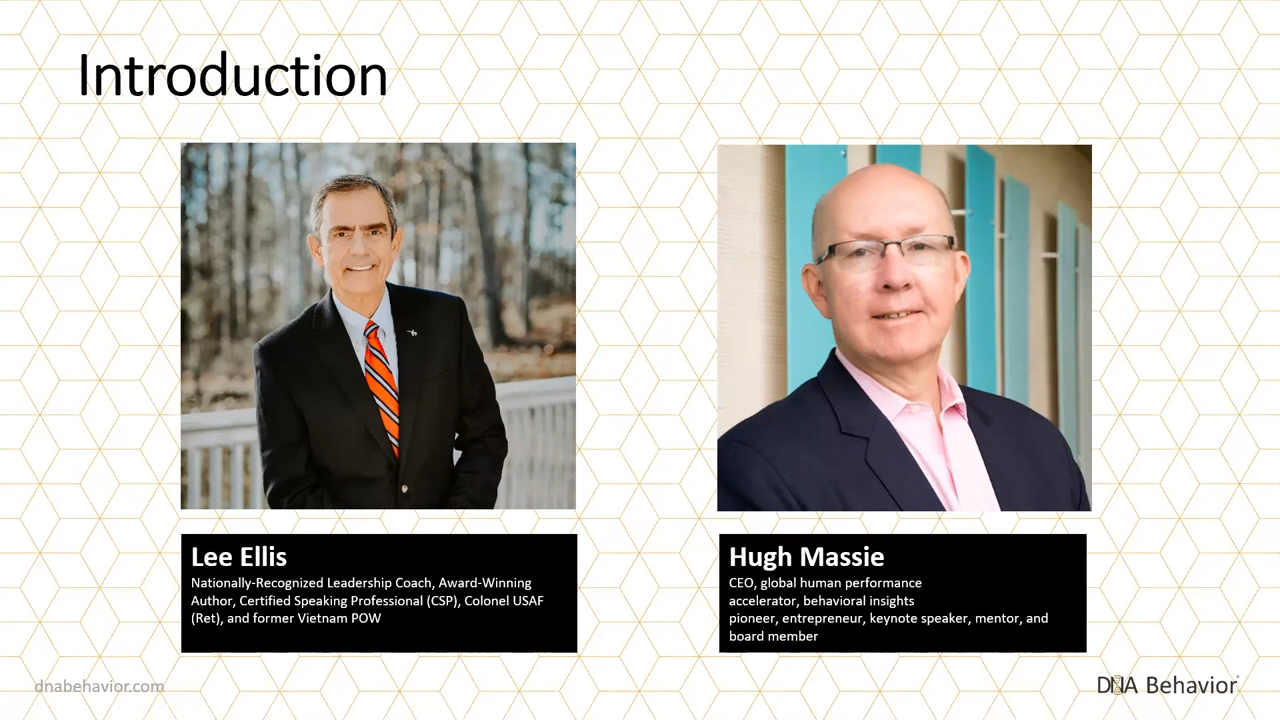 Introduction
Lee Ellis
Nationally-Recognized Leadership Coach, Award-Winning
Author, Certified Speaking Professional (CSP), Colonel USAF
(Ret), and former Vietnam POW
Hugh Massie
CEO, global human performance
accelerator, behavioral insights
pioneer, entrepreneur, keynote speaker, mentor, and
board member
dnabehavior.com
DNA Behavior